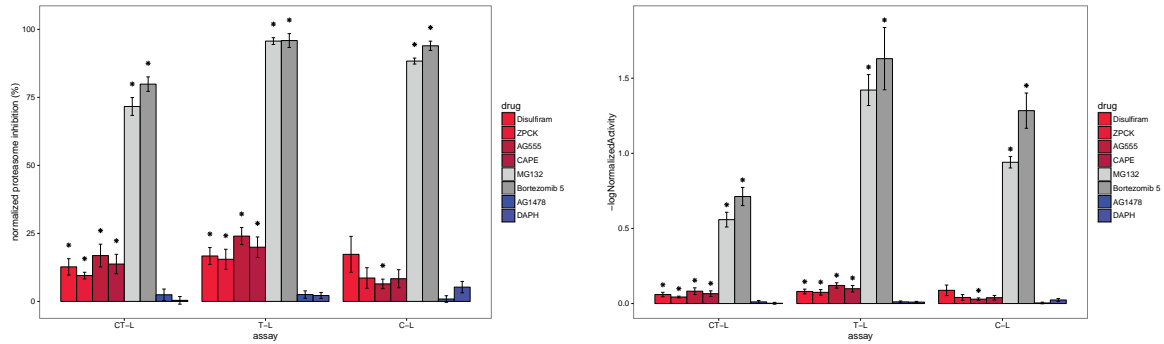 normalized proteasome inhibition (%)
100
75
50
25
0
* * * * * *
* * * * * *
* * *
CT−L
T−L
C−L
assay
drug
Disulfiram
ZPCK
AG555
CAPE
MG132
Bortezomib 5
AG1478
DAPH
−logNormalizedActivity
1.5
1.0
0.5
0.0
* * * * * *
* * * * * *
* * *
CT−L
T−L
C−L
assay
drug
Disulfiram
ZPCK
AG555
CAPE
MG132
Bortezomib 5
AG1478
DAPH